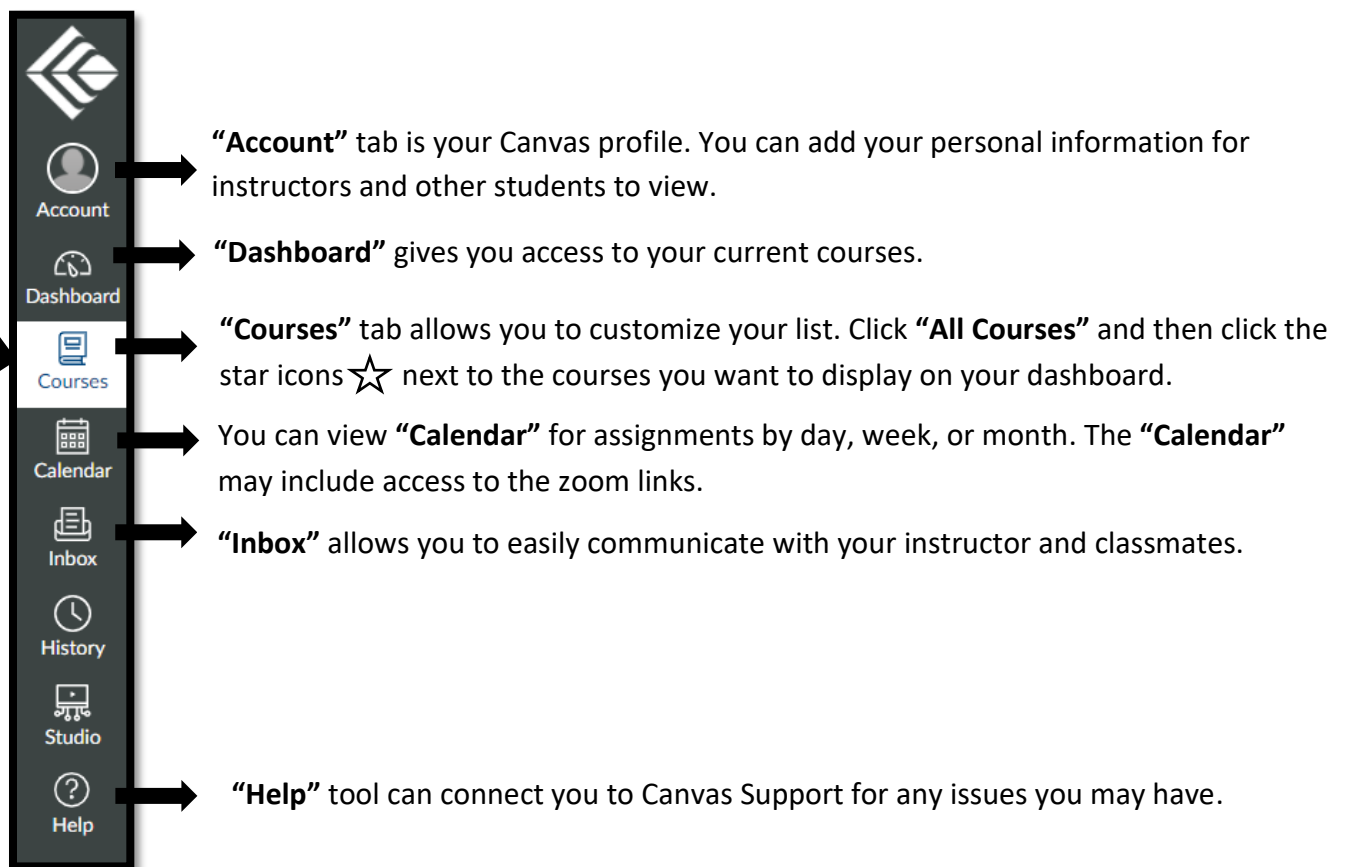 “Account” tab is your Canvas profile. You can add your personal information for
instructors and other students to view.
Account
“Dashboard” gives you access to your current courses.
Dashboard
“Courses” tab allows you to customize your list. Click “All Courses” and then click the
star icons ☆ next to the courses you want to display on your dashboard.
Courses
You can view “Calendar” for assignments by day, week, or month. The “Calendar”
may include access to the zoom links.
Calendar
“Inbox” allows you to easily communicate with your instructor and classmates.
Inbox
History
Studio
“Help” tool can connect you to Canvas Support for any issues you may have.
Help